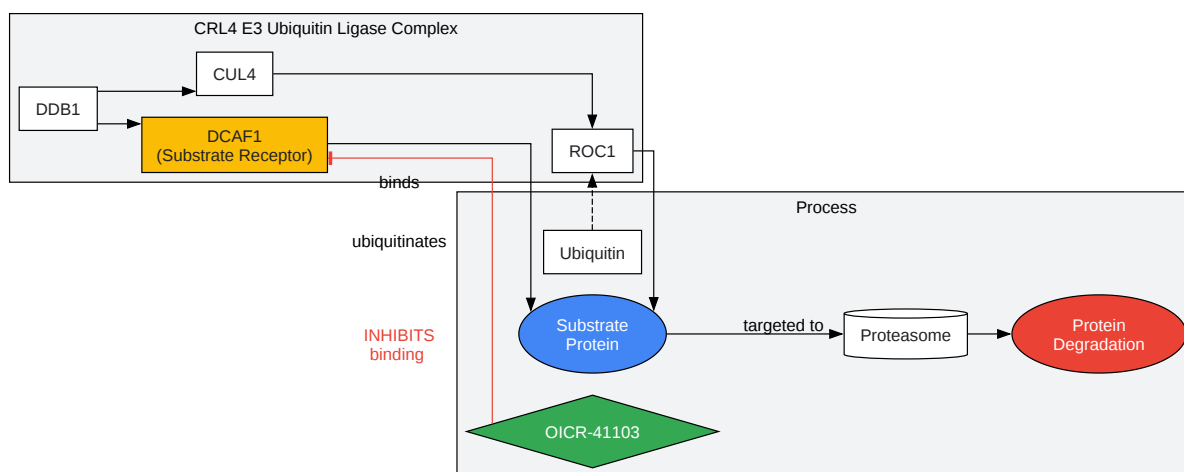 CRL4 E3 Ubiquitin Ligase Complex
CUL4
DDB1
DCAF1
(Substrate Receptor)
ROC1
binds
Process
ubiquitinates
Ubiquitin
INHIBITS
binding
Substrate
Protein
targeted to
Proteasome
Protein
Degradation
OICR-41103